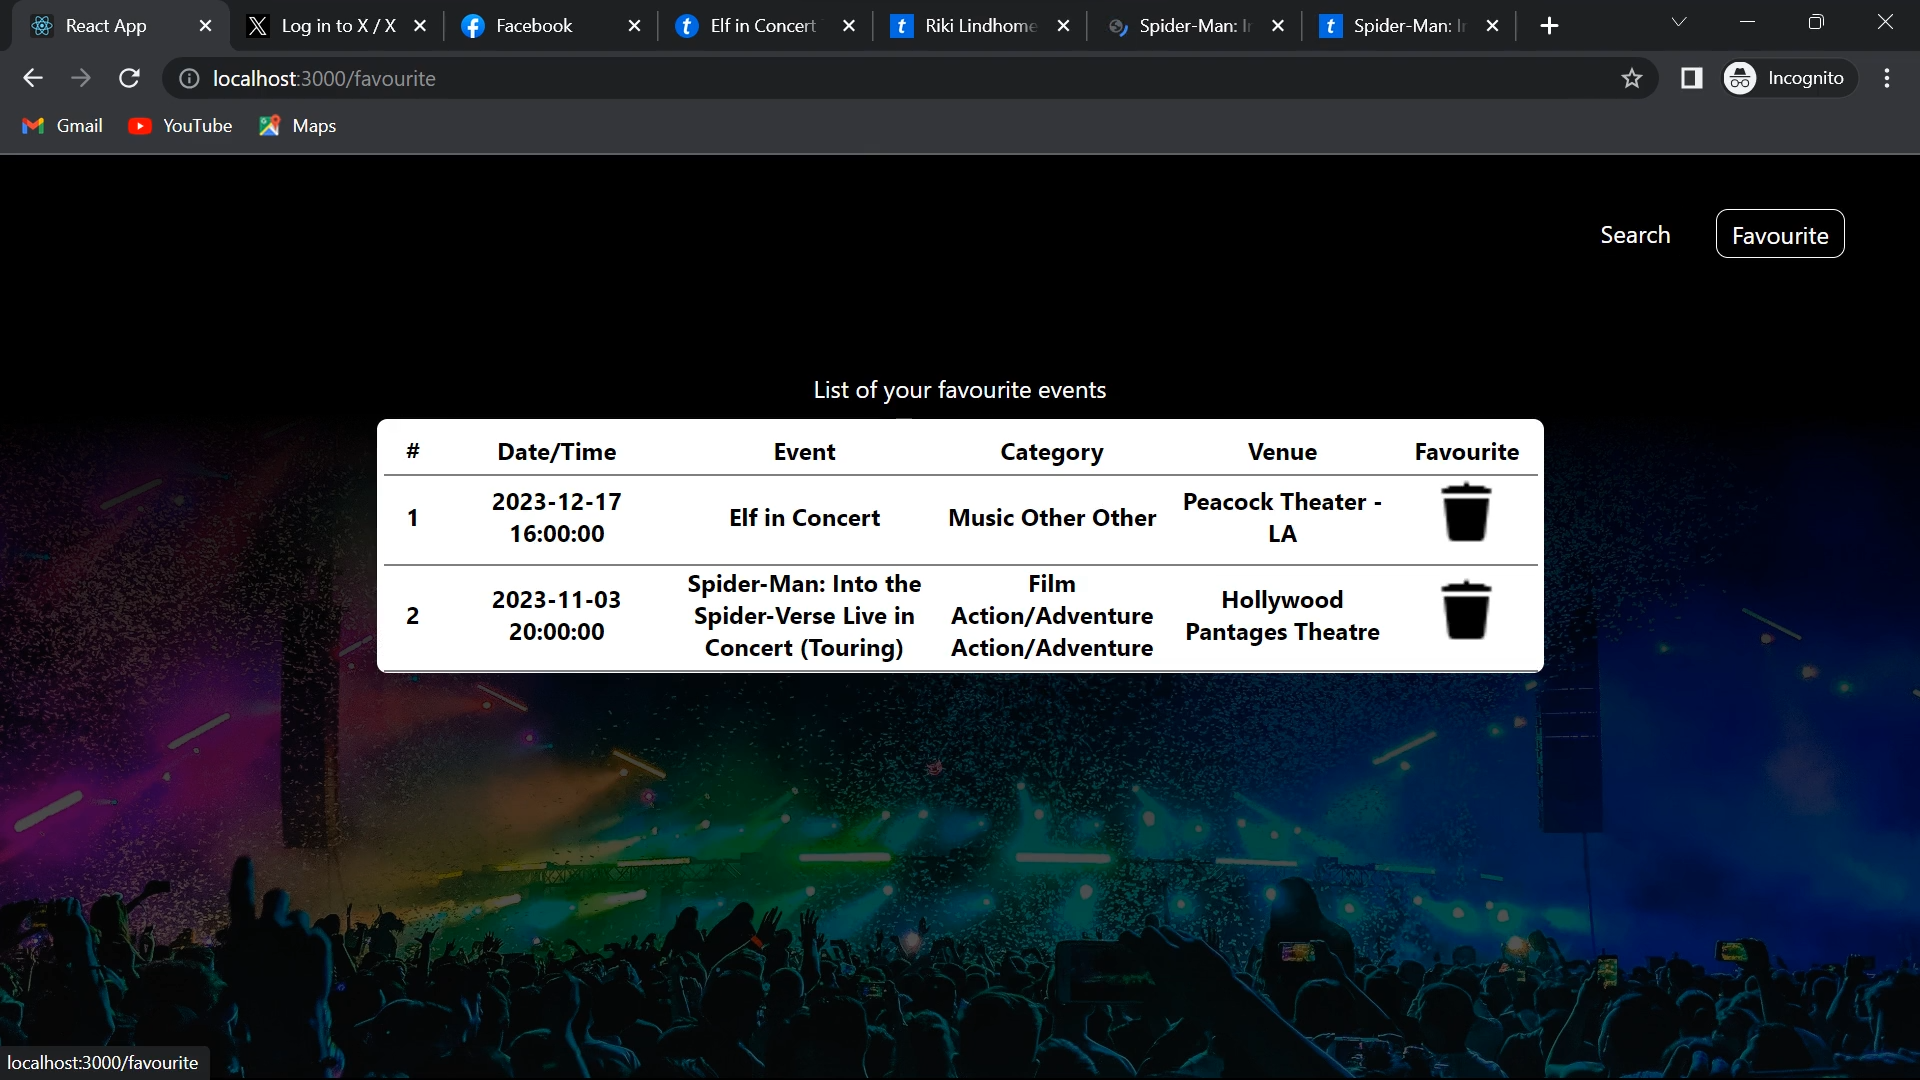 React App
Log in to X / X
Facebook
Elf in Concert
Riki Lindhome
Spider-Man: In
Spider-Man: In
localhost:3000/favourite
Incognito
Gmail
YouTube
Maps
Search
Favourite
List of your favourite events
# Date/Time Event Category Venue Favourite
1 2023-12-17 16:00:00 Elf in Concert Music Other Other Peacock Theater - LA
2 2023-11-03 20:00:00 Spider-Man: Into the Spider-Verse Live in Concert (Touring) Film Action/Adventure Action/Adventure Hollywood Pantages Theatre
localhost:3000/favourite